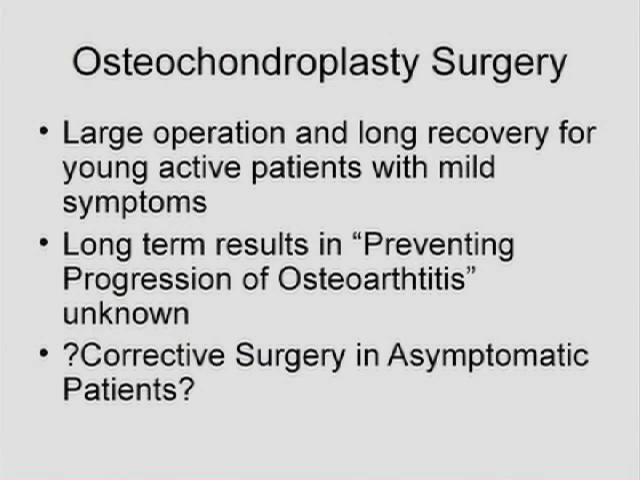 Osteochondroplasty Surgery
• Large operation and long recovery for
young active patients with mild
symptoms
• Long term results in “Preventing
Progression of Osteoarthtitis”
unknown
• ?Corrective Surgery in Asymptomatic
Patients?